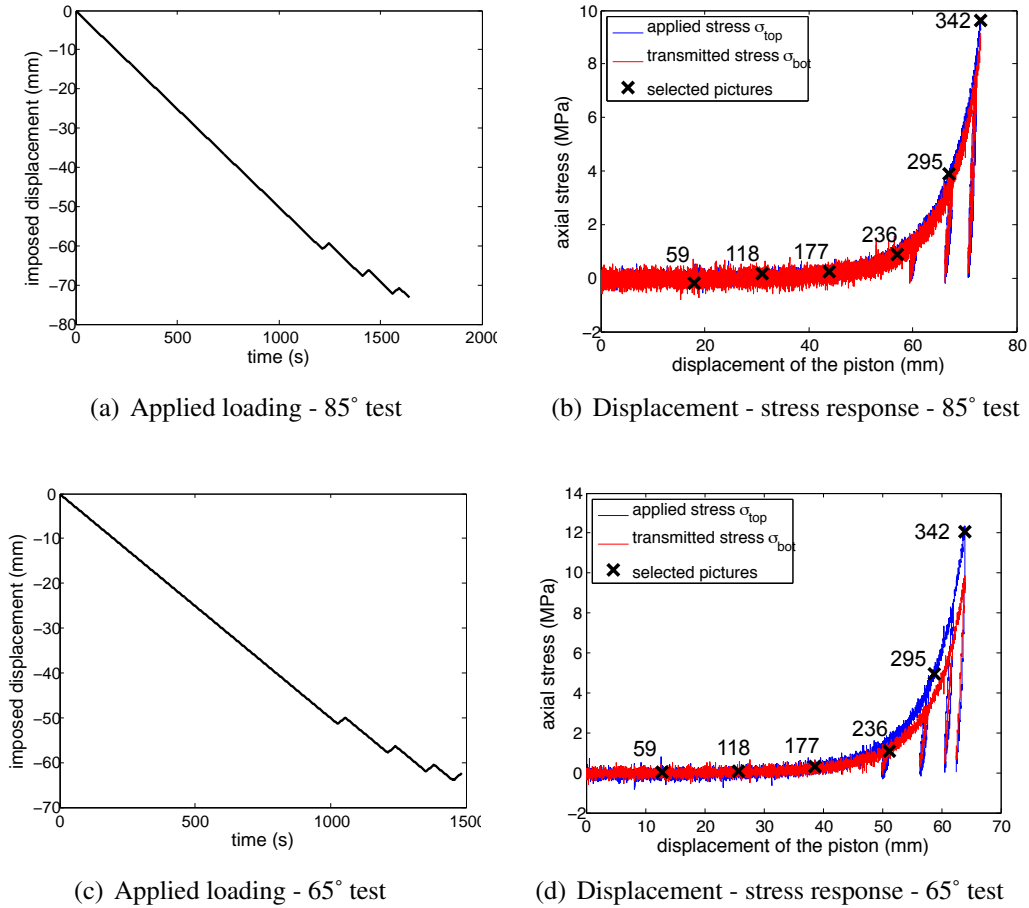 0
−10
−20
−30
−40
−50
−60
−70
−80
0 500 1000 1500 2000
imposed displacement (mm)
time (s)
(a) Applied loading - 85° test
10
8
6
4
2
0
−2
0 20 40 60 80
axial stress (MPa)
displacement of the piston (mm)
applied stress σtop
transmitted stress σbot
selected pictures
59
118
177
236
295
342
(b) Displacement - stress response - 85° test
0
−10
−20
−30
−40
−50
−60
−70
0 500 1000 1500
imposed displacement (mm)
time (s)
(c) Applied loading - 65° test
14
12
10
8
6
4
2
0
−2
0 10 20 30 40 50 60 70
axial stress (MPa)
displacement of the piston (mm)
applied stress σtop
transmitted stress σbot
selected pictures
59
118
177
236
295
342
(d) Displacement - stress response - 65° test